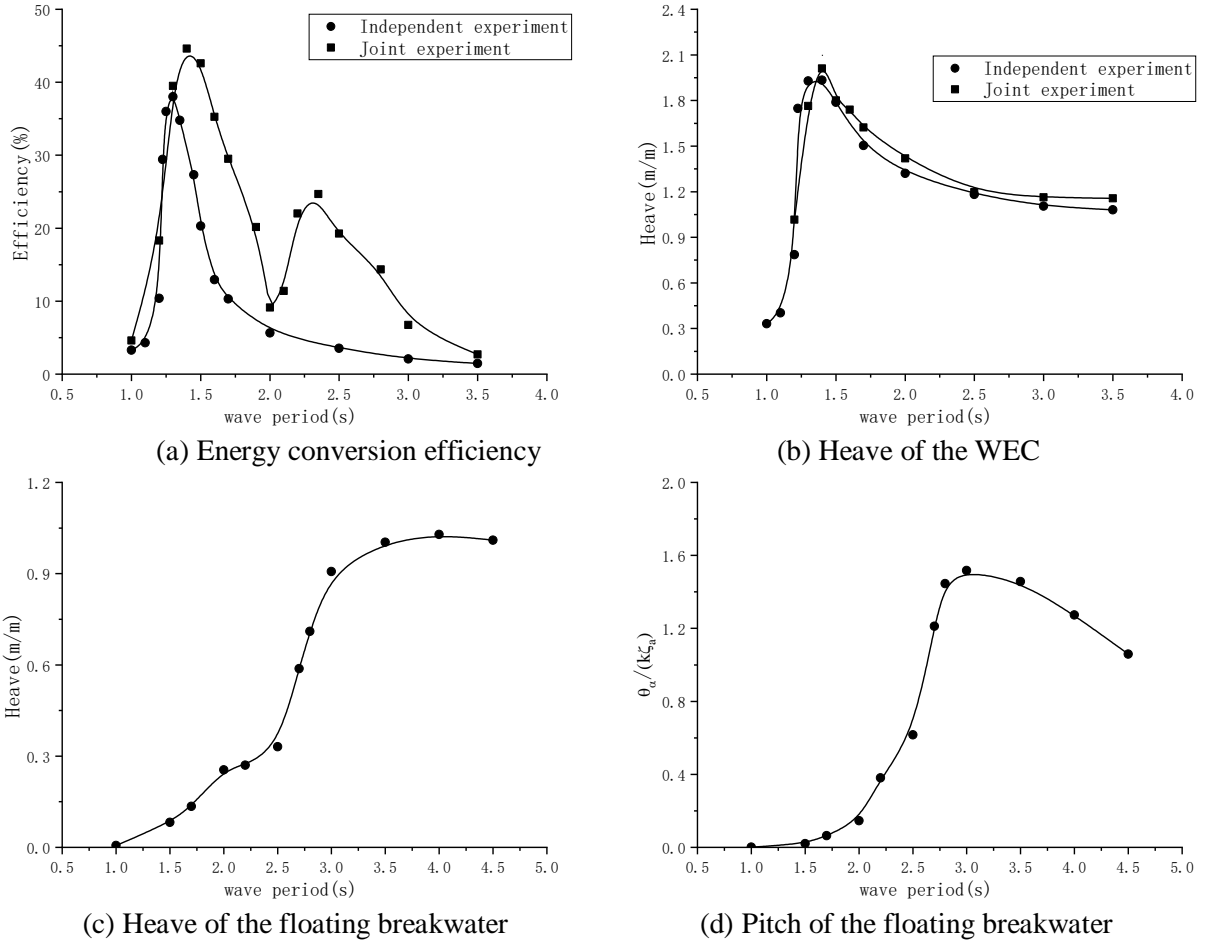 50
45
40
35
30
25
20
15
10
5
0
Efficiency(%)
Independent experiment
Joint experiment
0.5 1.0 1.5 2.0 2.5 3.0 3.5 4.0
wave period(s)
(a) Energy conversion efficiency
2.4
2.1
1.8
1.5
1.2
0.9
0.6
0.3
0.0
Heave(m/m)
Independent experiment
Joint experiment
0.5 1.0 1.5 2.0 2.5 3.0 3.5 4.0
wave period(s)
(b) Heave of the WEC
1.2
0.9
0.6
0.3
0.0
Heave(m/m)
0.5 1.0 1.5 2.0 2.5 3.0 3.5 4.0 4.5 5.0
wave period(s)
(c) Heave of the floating breakwater
2.0
1.6
1.2
0.8
0.4
0.0
θα/(kζa)
0.5 1.0 1.5 2.0 2.5 3.0 3.5 4.0 4.5 5.0
wave period(s)
(d) Pitch of the floating breakwater